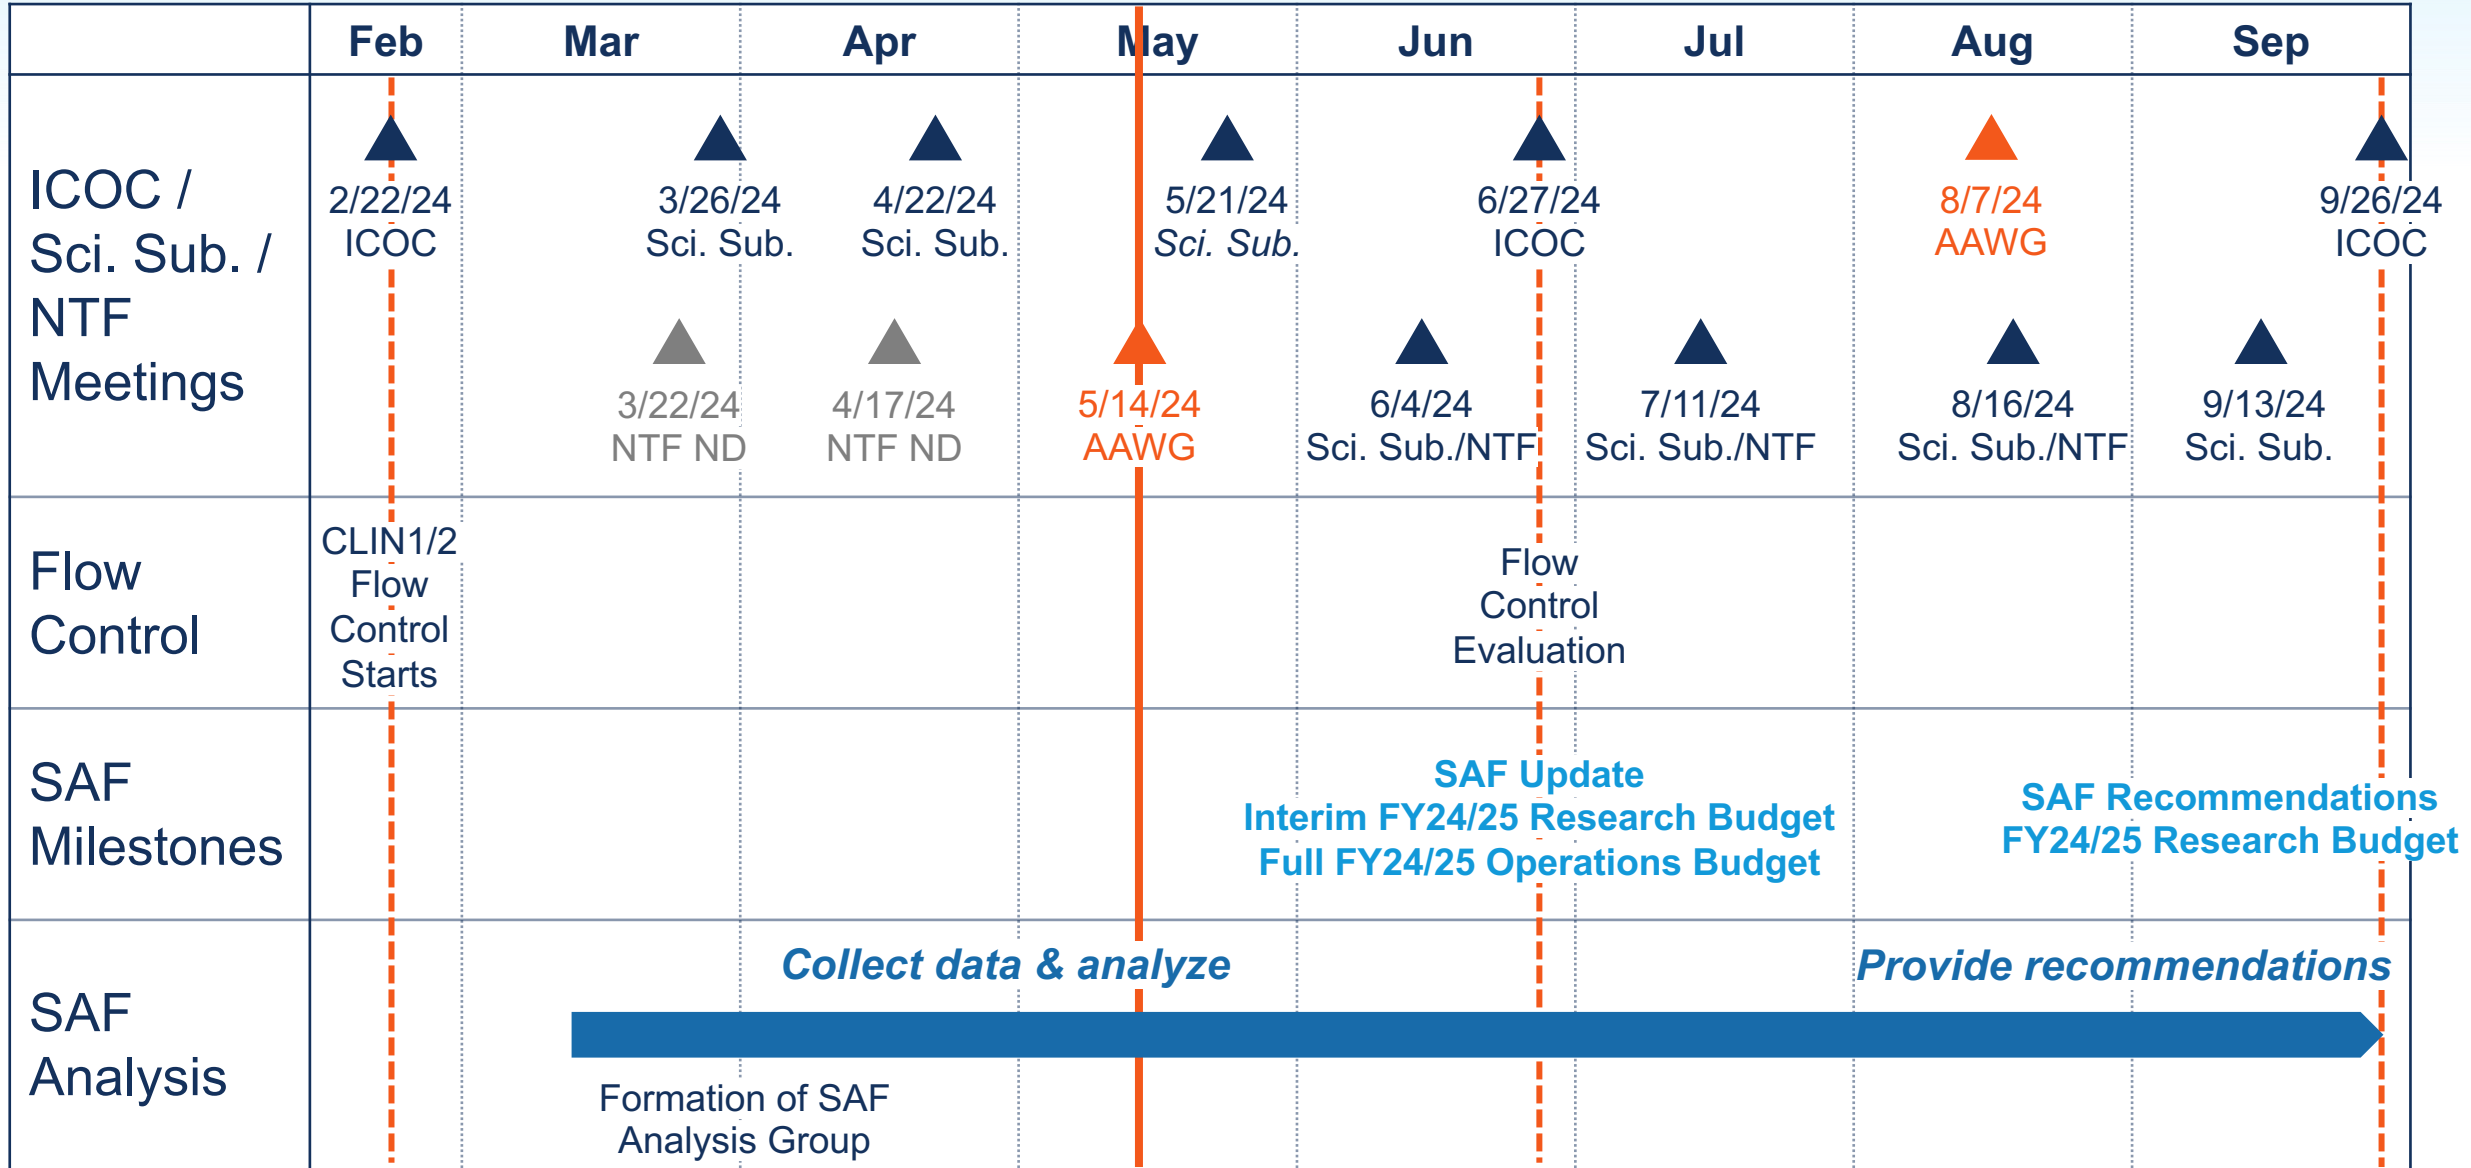 Feb
Mar
Apr
May
Jun
Jul
Aug
Sep
ICOC /
Sci. Sub. /
NTF
Meetings
2/22/24
ICOC
3/26/24
Sci. Sub.
4/22/24
Sci. Sub.
5/21/24
Sci. Sub.
6/27/24
ICOC
8/7/24
AAWG
9/26/24
ICOC
3/22/24
NTF ND
4/17/24
NTF ND
5/14/24
AAWG
6/4/24
Sci. Sub./NTF
7/11/24
Sci. Sub./NTF
8/16/24
Sci. Sub./NTF
9/13/24
Sci. Sub.
Flow
Control
CLIN1/2
Flow
Control
Starts
Flow
Control
Evaluation
SAF
Milestones
SAF Update
Interim FY24/25 Research Budget
Full FY24/25 Operations Budget
SAF Recommendations
FY24/25 Research Budget
SAF
Analysis
Collect data & analyze
Provide recommendations
Formation of SAF
Analysis Group